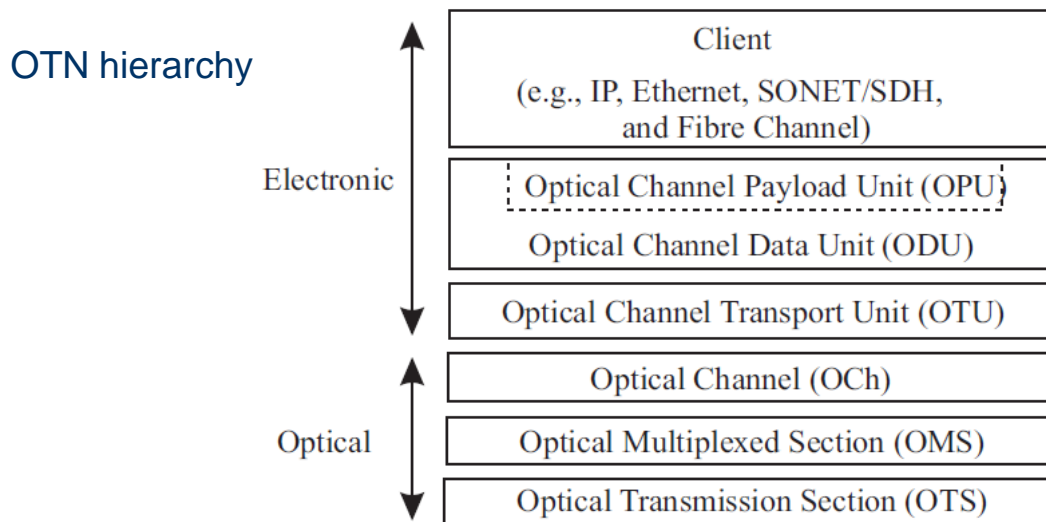 OTN hierarchy
Client
(e.g., IP, Ethernet, SONET/SDH,
and Fibre Channel)
Electronic
Optical Channel Payload Unit (OPU)
Optical Channel Data Unit (ODU)
Optical Channel Transport Unit (OTU)
Optical Channel (OCh)
Optical
Optical Multiplexed Section (OMS)
Optical Transmission Section (OTS)